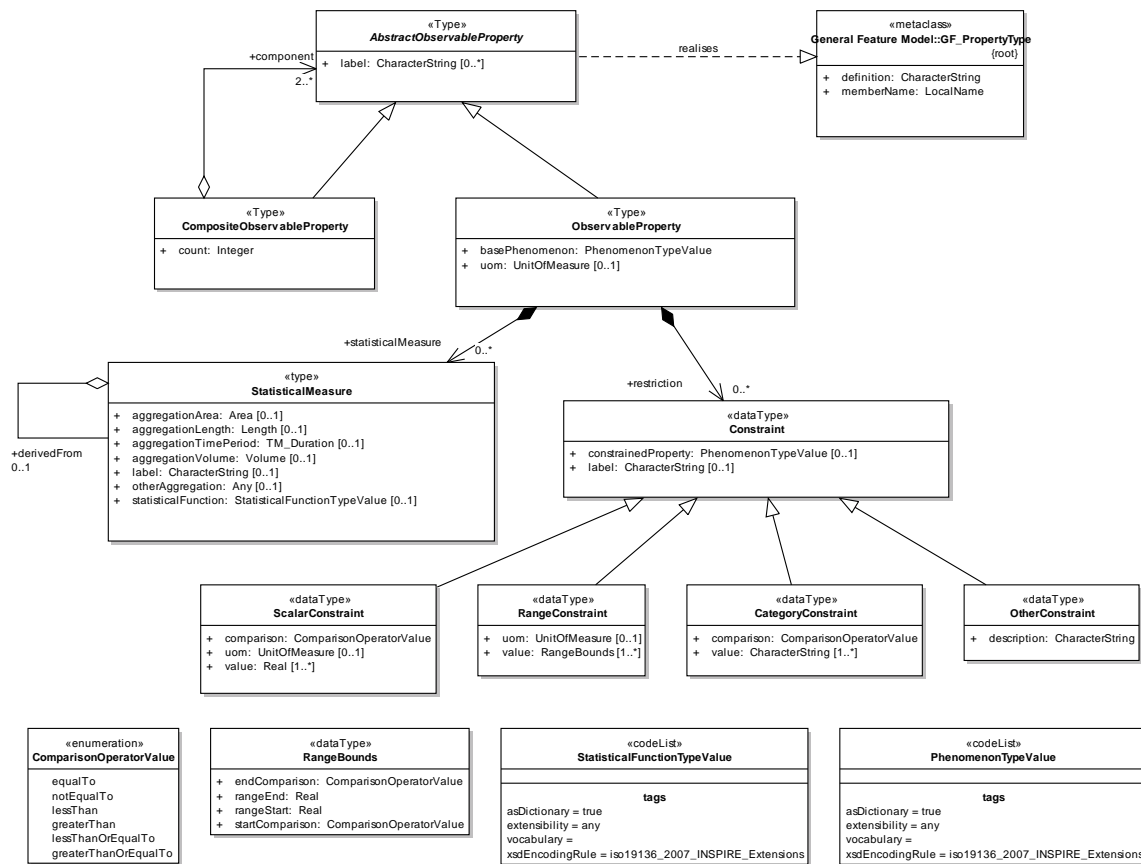 «Type»
AbstractObservableProperty
+ label: CharacterString [0..*]
«metaclass»
General Feature Model::GF_PropertyType
{root}
+ definition: CharacterString
+ memberName: LocalName
realises
+component
2..*
«Type»
CompositeObservableProperty
+ count: Integer
«Type»
ObservableProperty
+ basePhenomenon: PhenomenonTypeValue
+ uom: UnitOfMeasure [0..1]
+statisticalMeasure
0..*
+restriction
0..*
«type»
StatisticalMeasure
+ aggregationArea: Area [0..1]
+ aggregationLength: Length [0..1]
+ aggregationTimePeriod: TM_Duration [0..1]
+ aggregationVolume: Volume [0..1]
+ label: CharacterString [0..1]
+ otherAggregation: Any [0..1]
+ statisticalFunction: StatisticalFunctionTypeValue [0..1]
+derivedFrom
0..1
«dataType»
Constraint
+ constrainedProperty: PhenomenonTypeValue [0..1]
+ label: CharacterString [0..1]
«dataType»
ScalarConstraint
+ comparison: ComparisonOperatorValue
+ uom: UnitOfMeasure [0..1]
+ value: Real [1..*]
«dataType»
RangeConstraint
+ uom: UnitOfMeasure [0..1]
+ value: RangeBounds [1..*]
«dataType»
CategoryConstraint
+ comparison: ComparisonOperatorValue
+ value: CharacterString [1..*]
«dataType»
OtherConstraint
+ description: CharacterString
«enumeration»
ComparisonOperatorValue
equalTo
notEqualTo
lessThan
greaterThan
lessThanOrEqualTo
greaterThanOrEqualTo
«dataType»
RangeBounds
+ endComparison: ComparisonOperatorValue
+ rangeEnd: Real
+ rangeStart: Real
+ startComparison: ComparisonOperatorValue
«codeList»
StatisticalFunctionTypeValue
tags
asDictionary = true
extensibility = any
vocabulary =
xsdEncodingRule = iso19136_2007_INSPIRE_Extensions
«codeList»
PhenomenonTypeValue
tags
asDictionary = true
extensibility = any
vocabulary =
xsdEncodingRule = iso19136_2007_INSPIRE_Extensions